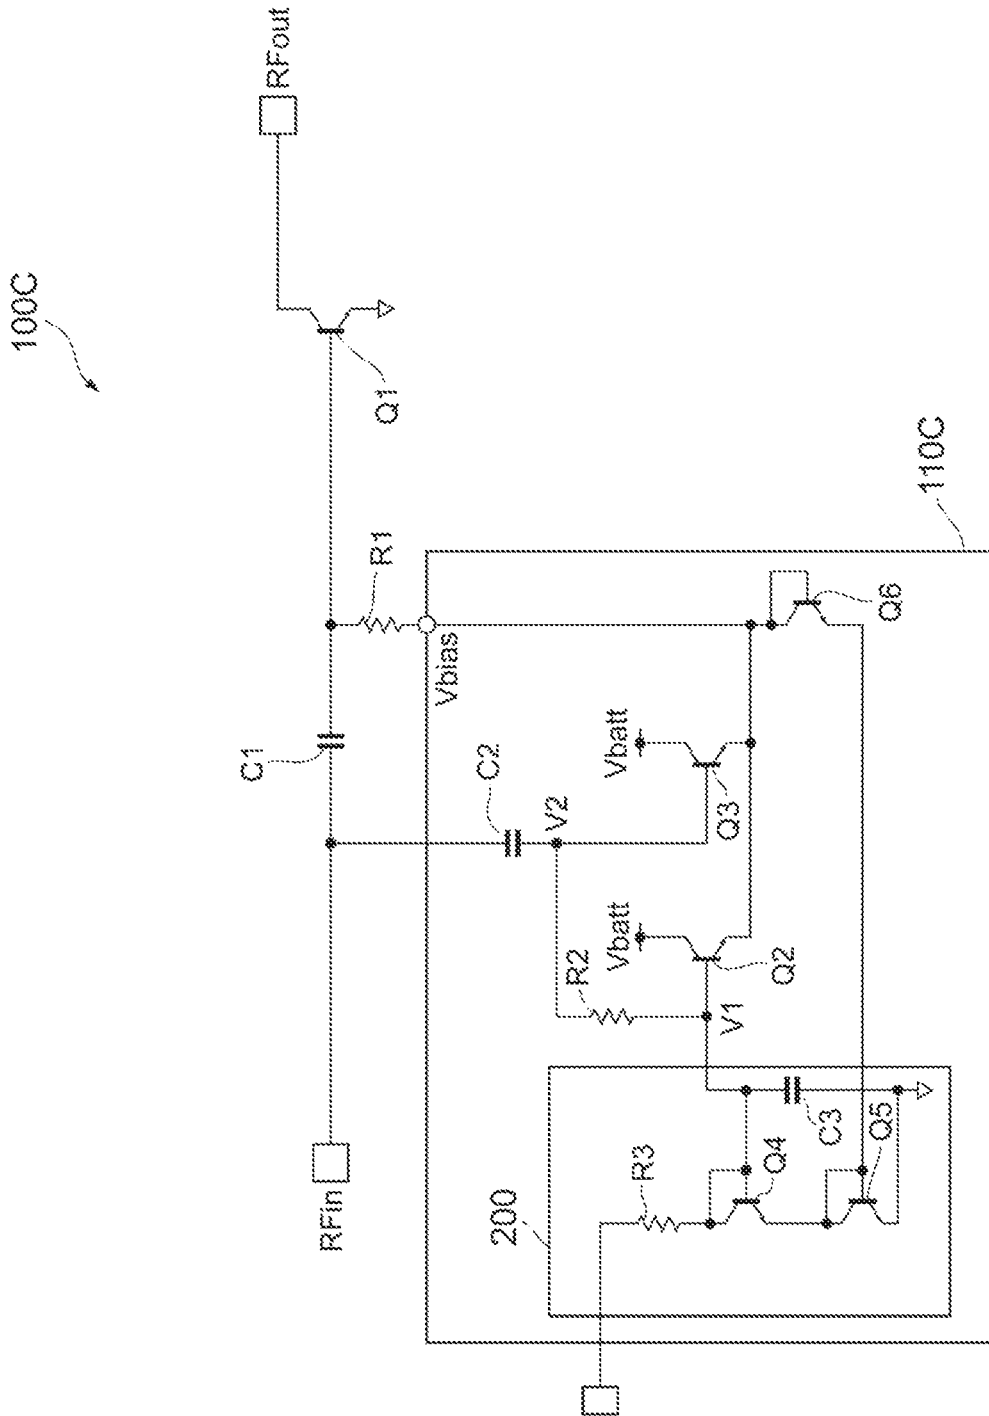 100C
RFout
Q1
R1
C1
110C
Vbias
C2
V2
Vbatt
Q3
Q6
Vbatt
R2
Q2
V1
RFin
200
R3
Q4
C3
Q5